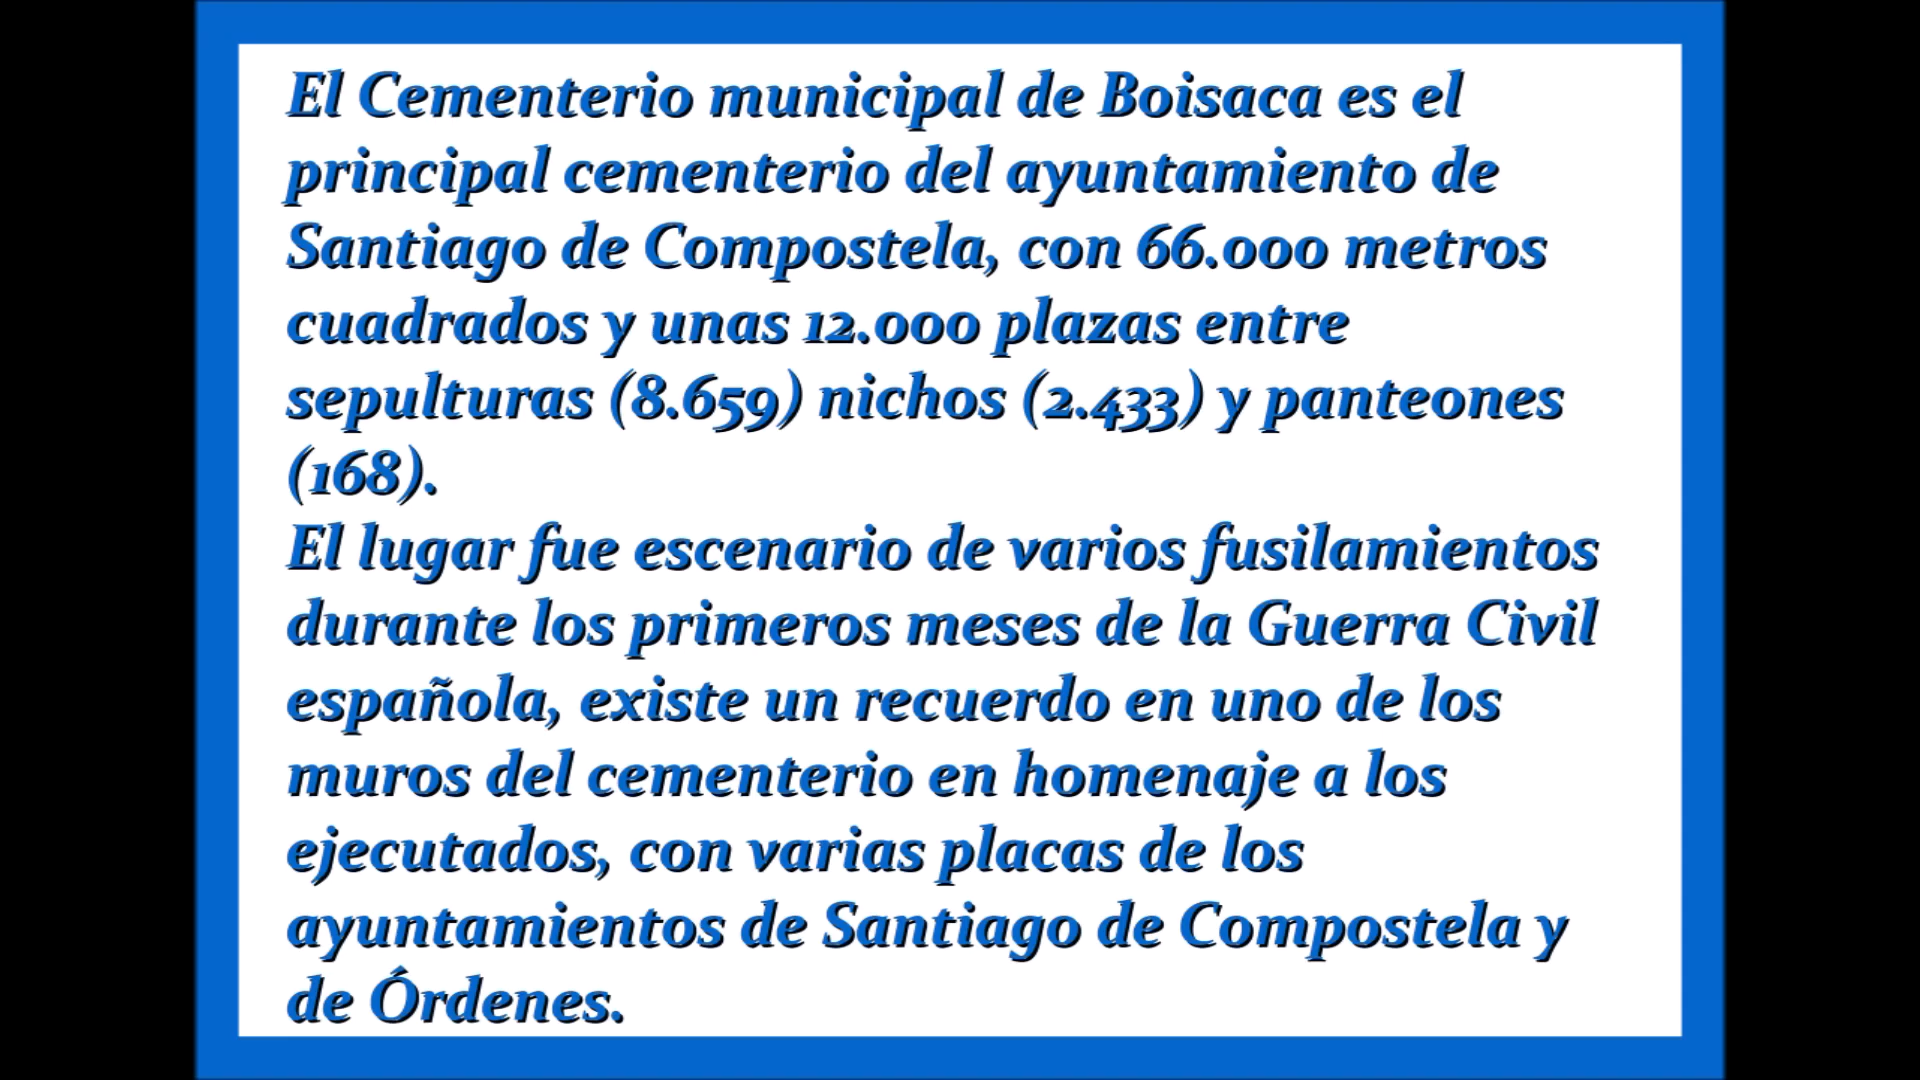 El Cementerio municipal de Boisaca es el
principal cementerio del ayuntamiento de
Santiago de Compostela, con 66.000 metros
cuadrados y unas 12.000 plazas entre
sepulturas (8.659) nichos (2.433) y panteones
(168).
El lugar fue escenario de varios fusilamientos
durante los primeros meses de la Guerra Civil
española, existe un recuerdo en uno de los
muros del cementerio en homenaje a los
ejecutados, con varias placas de los
ayuntamientos de Santiago de Compostela y
de Órdenes.